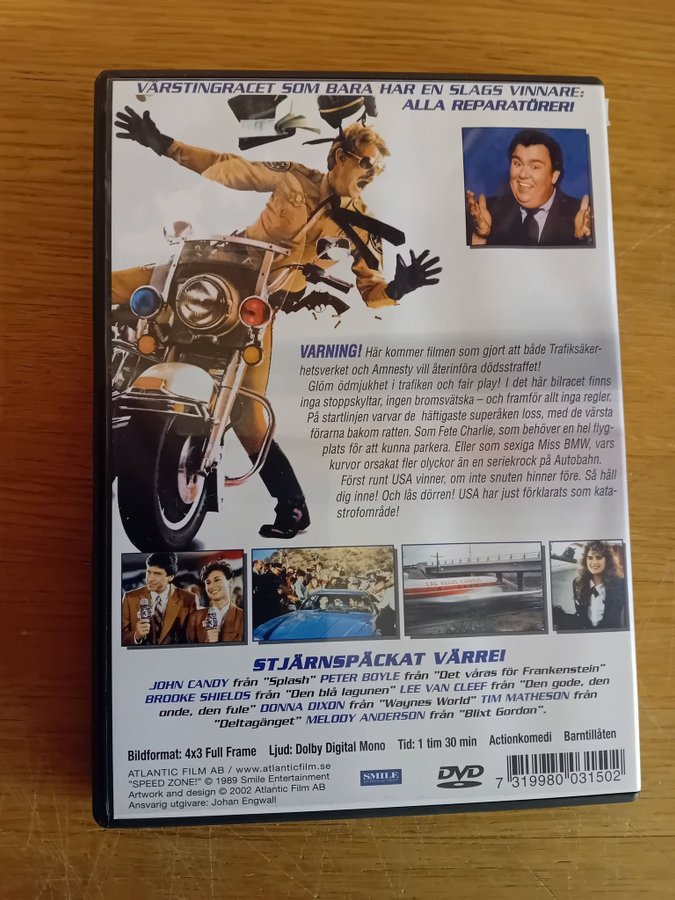 VÄRSTINGRACET SOM BARA HAR EN SLAGS VINNARE:
ALLA REPARATÖRER!
VARNING! Här kommer filmen som gjort att både Trafiksäker-
hetsverket och Amnesty vill återinföra dödsstraffet!
Glöm ödmjukhet i trafiken och fair play! I det här bilracet finns
inga stoppskyltar, ingen bromsvätska – och framför allt inga regler.
På startlinjen varvar de häftigaste superåken loss, med de värsta
förarna bakom ratten. Som Fete Charlie, som behöver en hel flyg-
plats för att kunna parkera. Eller som sexiga Miss BMW, vars
kurvor orsakat fler olyckor än en seriekrock på Autobahn.
Först runt USA vinner, om inte snuten hinner före. Så håll
dig inne! Och lås dörren! USA har just förklarats som kata-
strofområde!
STJÄRNSPÄCKAT VÄRRE!
JOHN CANDY från "Splash" PETER BOYLE från "Det våras för Frankenstein"
BROOKE SHIELDS från "Den blå lagunen" LEE VAN CLEEF från "Den gode, den
onde, den fule" DONNA DIXON från "Waynes World" TIM MATHESON från
"Deltagänget" MELODY ANDERSON från "Blixt Gordon".
Bildformat: 4x3 Full Frame Ljud: Dolby Digital Mono Tid: 1 tim 30 min Actionkomedi Barntillåten
ATLANTIC FILM AB / www.atlanticfilm.se
"SPEED ZONE!" © 1989 Smile Entertainment
Artwork and design © 2002 Atlantic Film AB
Ansvarig utgivare: Johan Engwall
SMILE
DVD
7 319980 031502